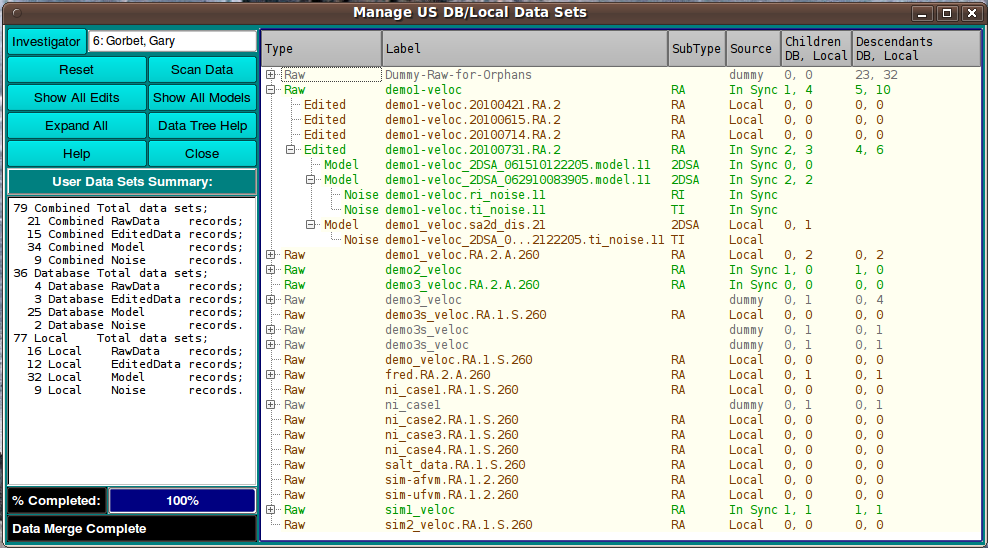 Manage US DB/Local Data Sets
Investigator 6: Gorbet, Gary
Reset Scan Data
Show All Edits Show All Models
Expand All Data Tree Help
Help Close
User Data Sets Summary:
79 Combined Total data sets;
21 Combined RawData records;
15 Combined EditedData records;
34 Combined Model records;
9 Combined Noise records.
36 Database Total data sets;
4 Database RawData records;
3 Database EditedData records;
25 Database Model records;
2 Database Noise records.
77 Local Total data sets;
16 Local RawData records;
12 Local EditedData records;
32 Local Model records;
9 Local Noise records.
% Completed: 100%
Data Merge Complete
Type Label SubType Source Children DB, Local Descendants DB, Local
Raw Dummy-Raw-for-Orphans dummy 0, 0 23, 32
Raw demo1-veloc RA In Sync 1, 4 5, 10
Edited demo1-veloc.20100421.RA.2 RA Local 0, 0 0, 0
Edited demo1-veloc.20100615.RA.2 RA Local 0, 0 0, 0
Edited demo1-veloc.20100714.RA.2 RA Local 0, 0 0, 0
Edited demo1-veloc.20100731.RA.2 RA In Sync 2, 3 4, 6
Model demo1-veloc_2DSA_061510122205.model.11 2DSA In Sync 0, 0
Model demo1-veloc_2DSA_062910083905.model.11 2DSA In Sync 2, 2
Noise demo1-veloc.ri_noise.11 RI In Sync
Noise demo1-veloc.ti_noise.11 TI In Sync
Model demo1-veloc.sa2d_dis.21 2DSA Local 0, 1
Noise demo1-veloc_2DSA_0...2122205.ti_noise.11 TI Local
Raw demo1_veloc.RA.2.A.260 RA Local 0, 2 0, 2
Raw demo2_veloc RA In Sync 1, 0 1, 0
Raw demo3_veloc.RA.2.A.260 RA In Sync 0, 0 0, 0
Raw demo3_veloc dummy 0, 1 0, 4
Raw demo3s_veloc.RA.1.S.260 RA Local 0, 0 0, 0
Raw demo3s_veloc dummy 0, 1 0, 1
Raw demo3s_veloc dummy 0, 1 0, 1
Raw demo_veloc.RA.1.S.260 RA Local 0, 0 0, 0
Raw fred.RA.2.A.260 RA Local 0, 1 0, 1
Raw ni_case1.RA.1.S.260 RA Local 0, 0 0, 0
Raw ni_case1 dummy 0, 1 0, 1
Raw ni_case2.RA.1.S.260 RA Local 0, 0 0, 0
Raw ni_case3.RA.1.S.260 RA Local 0, 0 0, 0
Raw ni_case4.RA.1.S.260 RA Local 0, 0 0, 0
Raw salt_data.RA.1.S.260 RA Local 0, 0 0, 0
Raw sim-afvm.RA.1.2.260 RA Local 0, 0 0, 0
Raw sim-ufvm.RA.1.2.260 RA Local 0, 0 0, 0
Raw sim1_veloc RA In Sync 1, 1 1, 1
Raw sim2_veloc.RA.1.S.260 RA Local 0, 0 0, 0